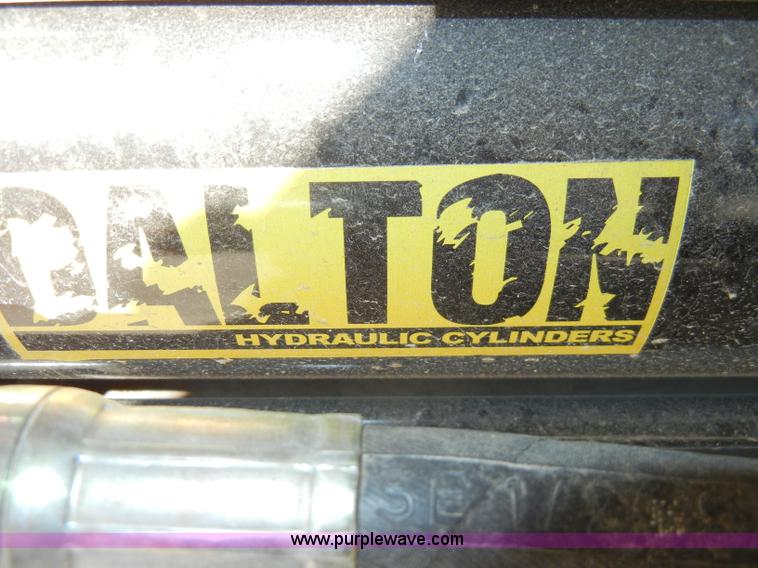 DALTON
HYDRAULIC CYLINDERS
www.purplewave.com